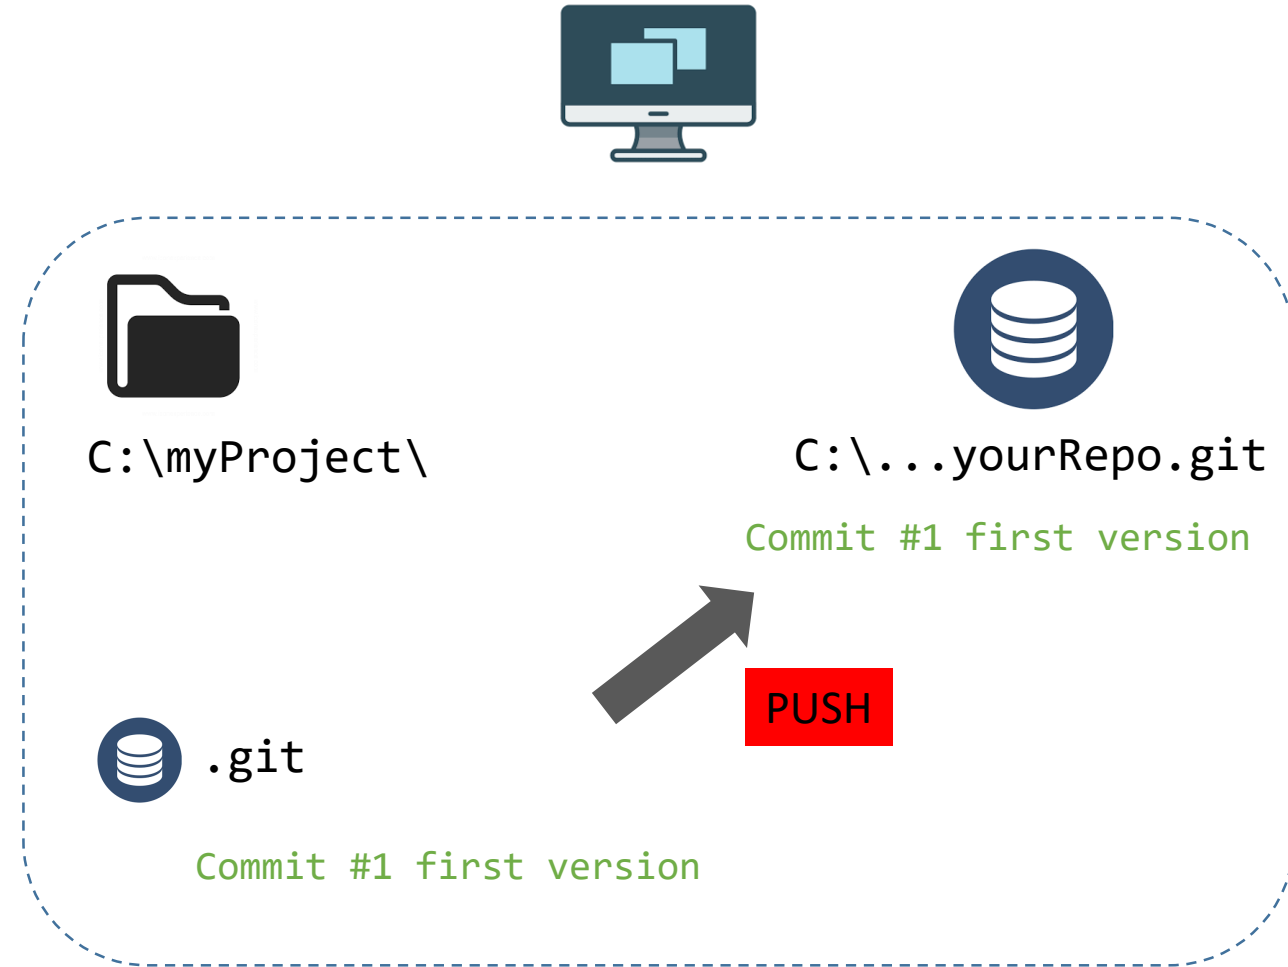 C:\myProject\
C:\...yourRepo.git
Commit #1 first version
PUSH
.git
Commit #1 first version